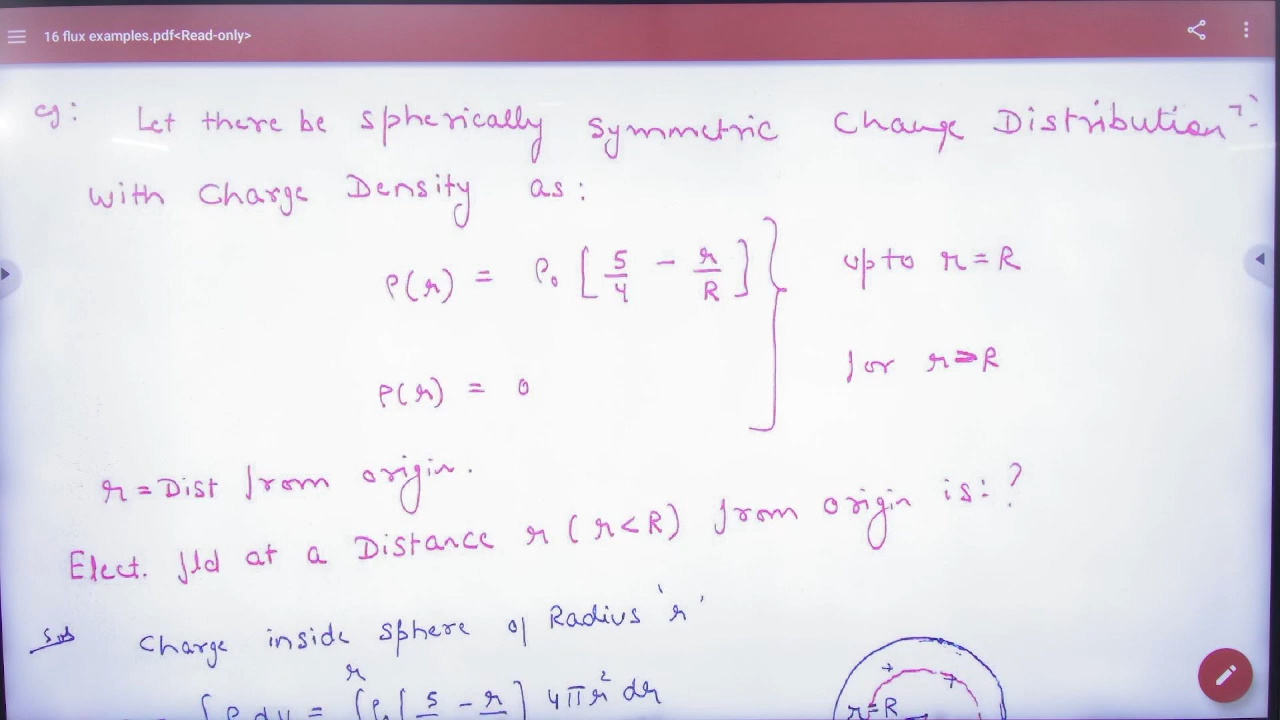 16 flux examples.pdf<Read-only>
eg: Let there be spherically symmetric Charge Distribution :-
with Charge Density as:
ρ(r) = ρ₀ [5/4 - r/R] } upto r = R
ρ(r) = 0 for r > R
r = Dist from origin.
Elect. fld at a Distance r (r < R) from origin is:- ?
Sol Charge inside sphere of Radius 'r'
∫ρ dv = ∫ʳ ρ₀ [5 - r] 4πr² dr
r = R